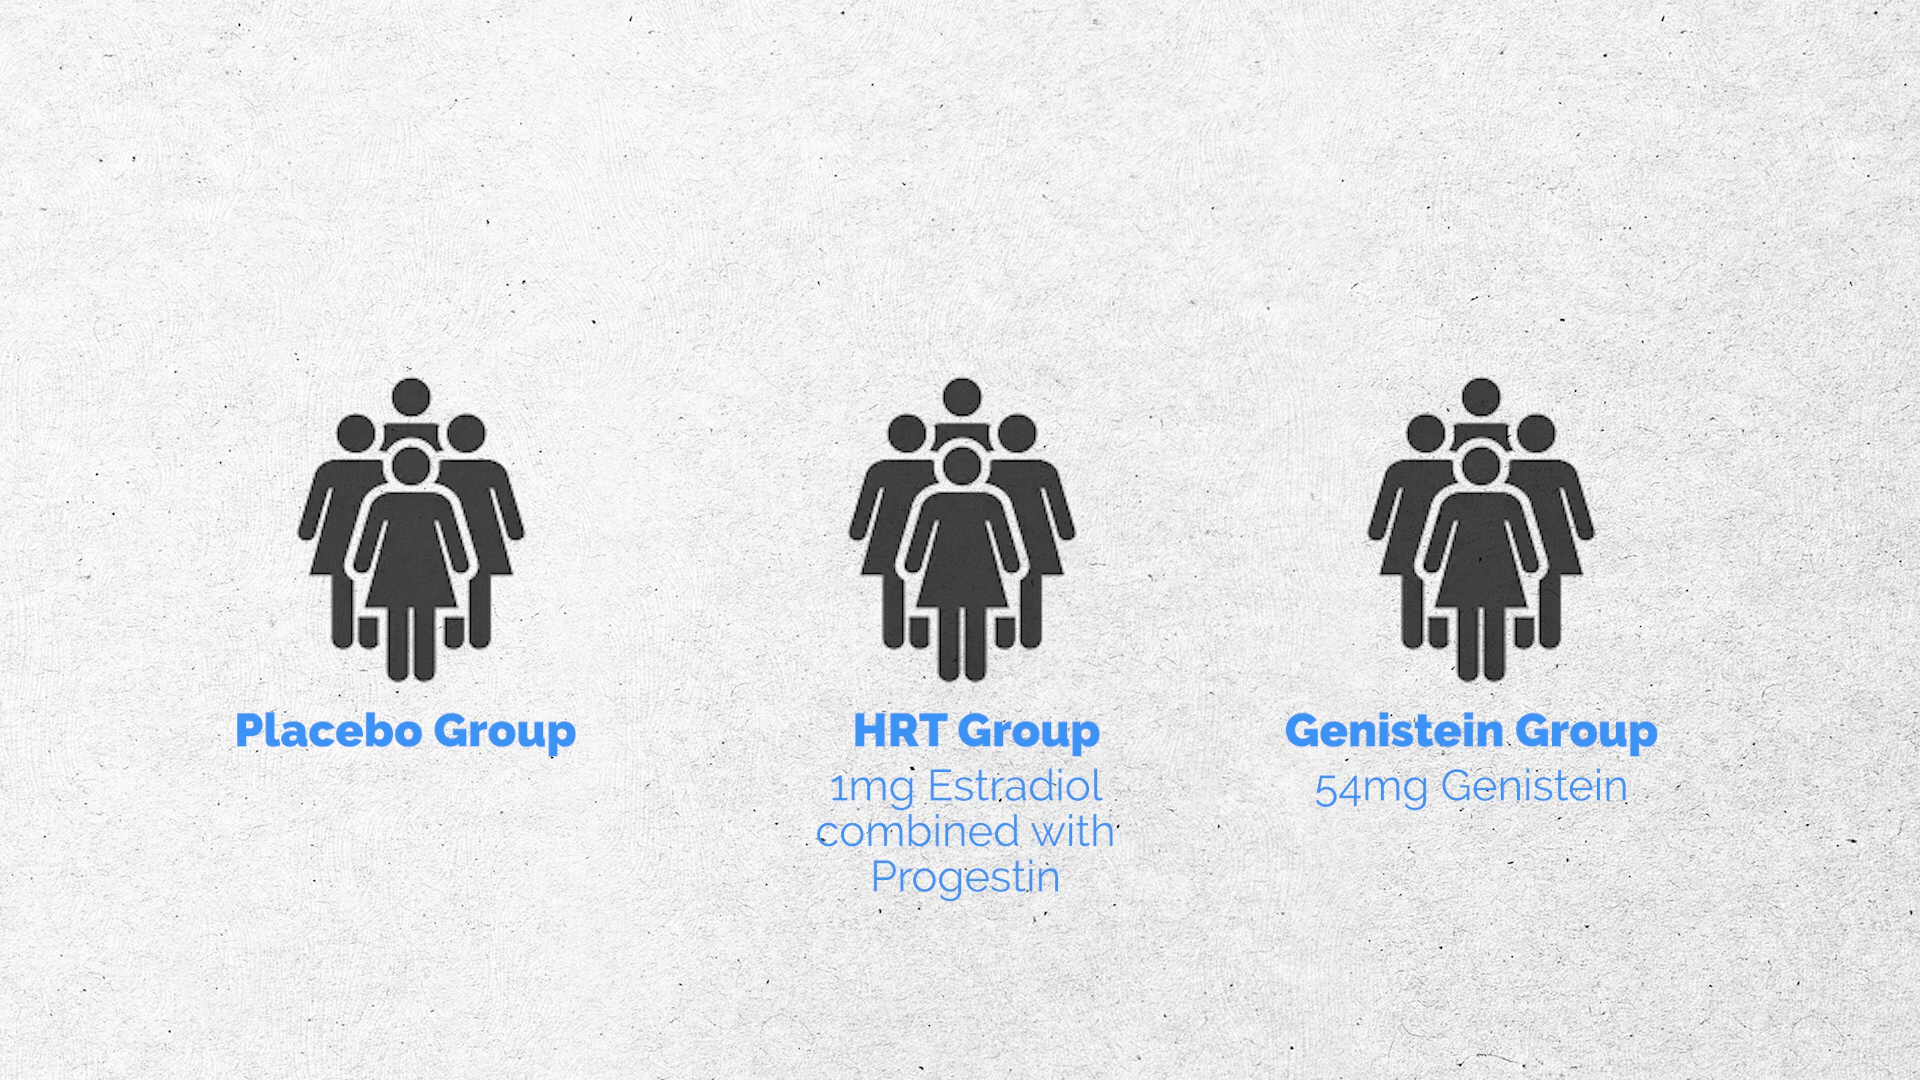 Placebo Group
HRT Group
1mg Estradiol
combined with
Progestin
Genistein Group
54mg Genistein